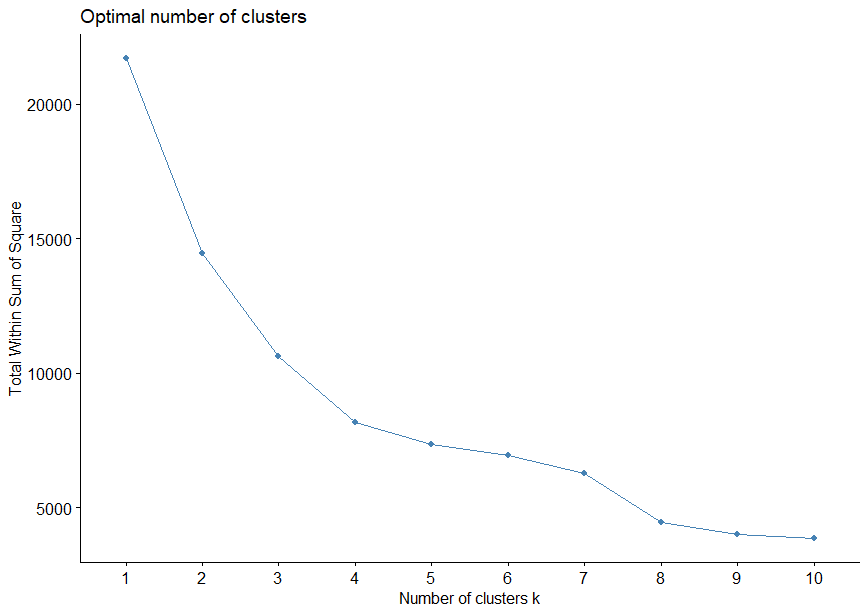 Optimal number of clusters
Total Within Sum of Square
20000
15000
10000
5000
1 2 3 4 5 6 7 8 9 10
Number of clusters k